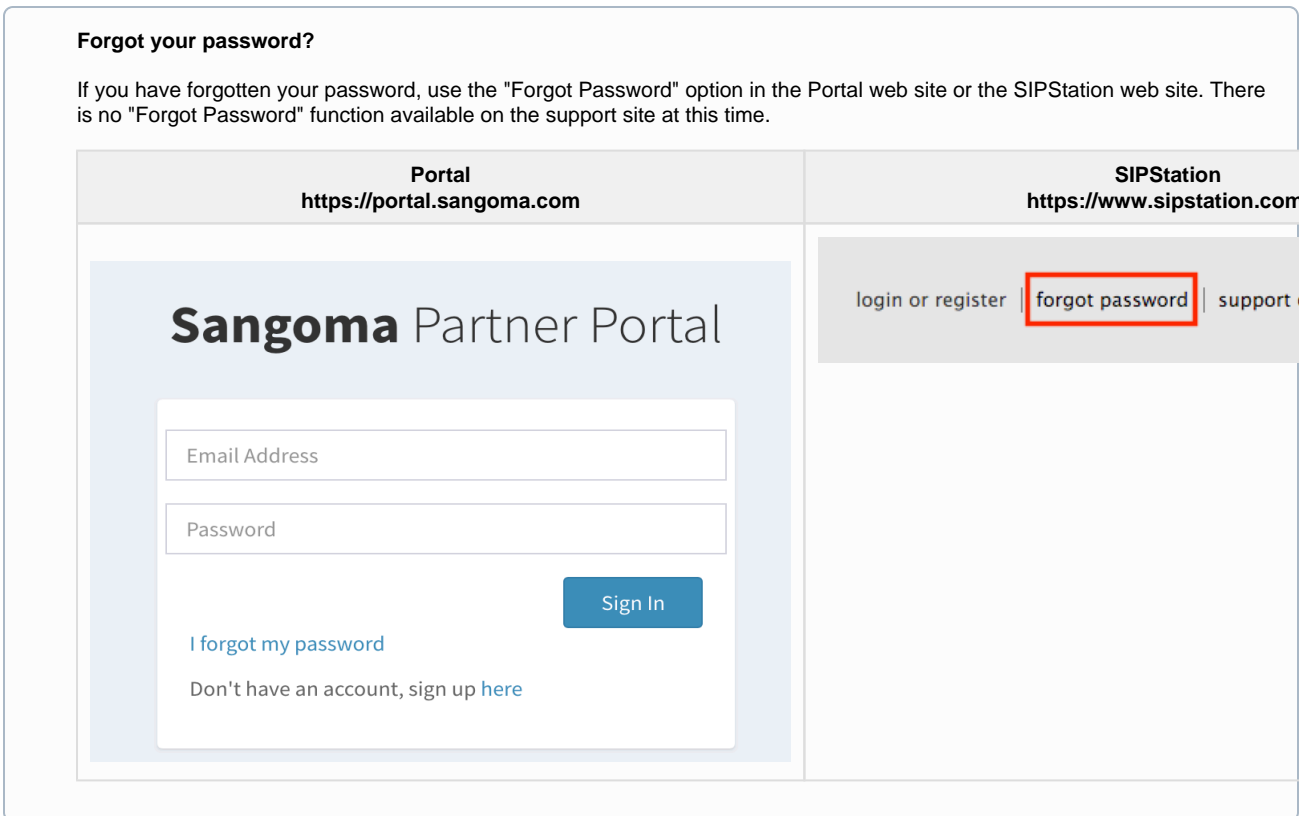 Forgot your password?
If you have forgotten your password, use the "Forgot Password" option in the Portal web site or the SIPStation web site. There
is no "Forgot Password" function available on the support site at this time.
Portal
https://portal.sangoma.com
SIPStation
https://www.sipstation.com
Sangoma Partner Portal
Email Address
Password
Sign In
I forgot my password
Don't have an account, sign up here
login or register | forgot password | support